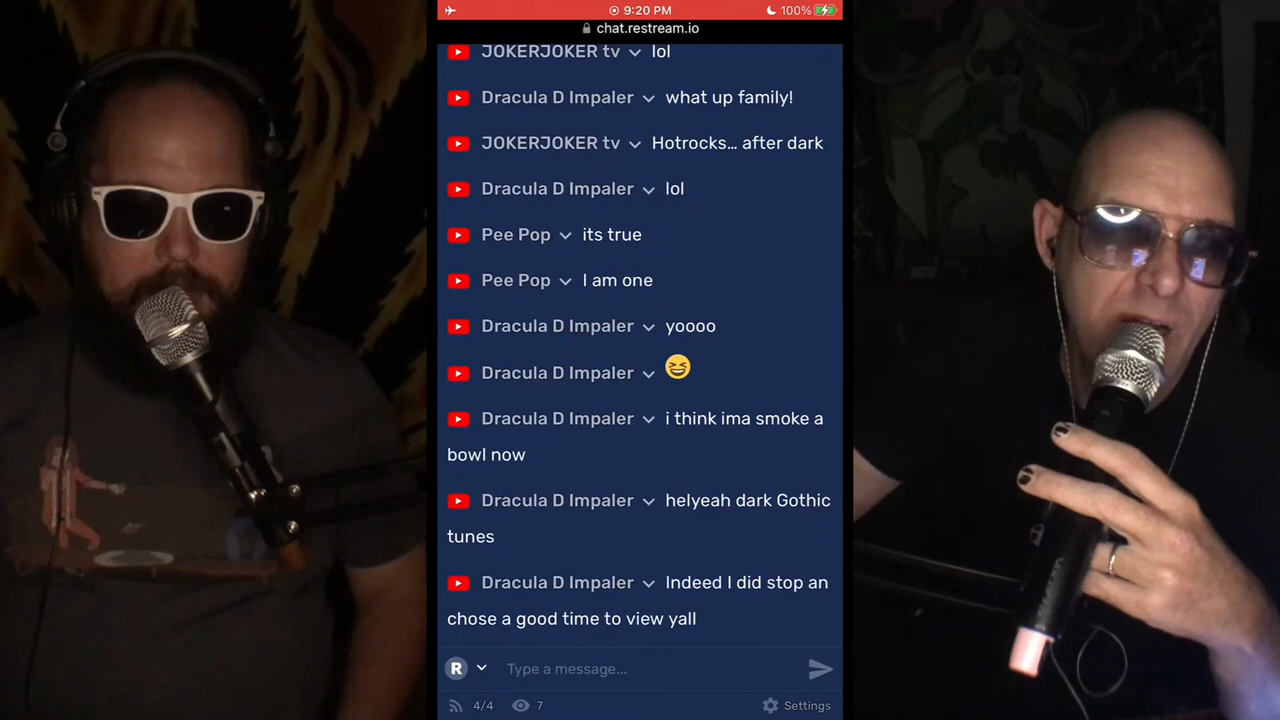 9:20 PM
100%
chat.restream.io
JOKERJOKER tv lol
Dracula D Impaler what up family!
JOKERJOKER tv Hotrocks... after dark
Dracula D Impaler lol
Pee Pop its true
Pee Pop I am one
Dracula D Impaler yoooo
Dracula D Impaler 😆
Dracula D Impaler i think ima smoke a
bowl now
Dracula D Impaler helyeah dark Gothic
tunes
Dracula D Impaler Indeed I did stop an
chose a good time to view yall
R Type a message...
4/4 7 Settings